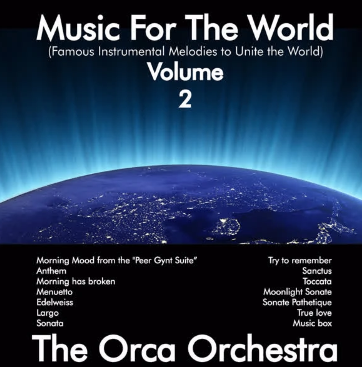 Music For The World
(Famous Instrumental Melodies to Unite the World)
Volume
2
Morning Mood from the "Peer Gynt Suite"
Anthem
Morning has broken
Menuetto
Edelweiss
Largo
Sonata
Try to remember
Sanctus
Toccata
Moonlight Sonate
Sonate Pathetique
True love
Music box
The Orca Orchestra